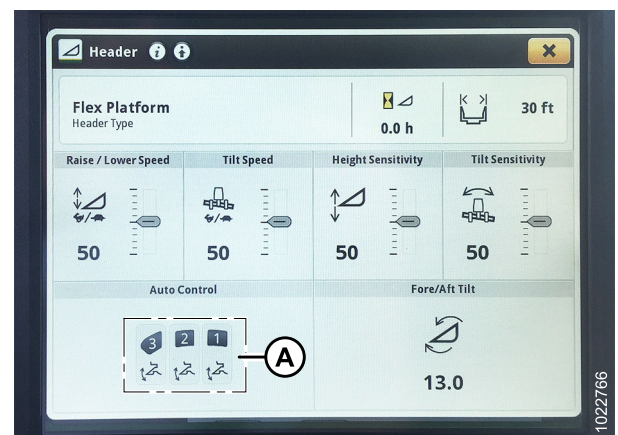 Header
Flex Platform
Header Type
0.0 h
30 ft
Raise / Lower Speed
Tilt Speed
Height Sensitivity
Tilt Sensitivity
50
50
50
50
Auto Control
Fore/Aft Tilt
3
2
1
A
13.0
1022766